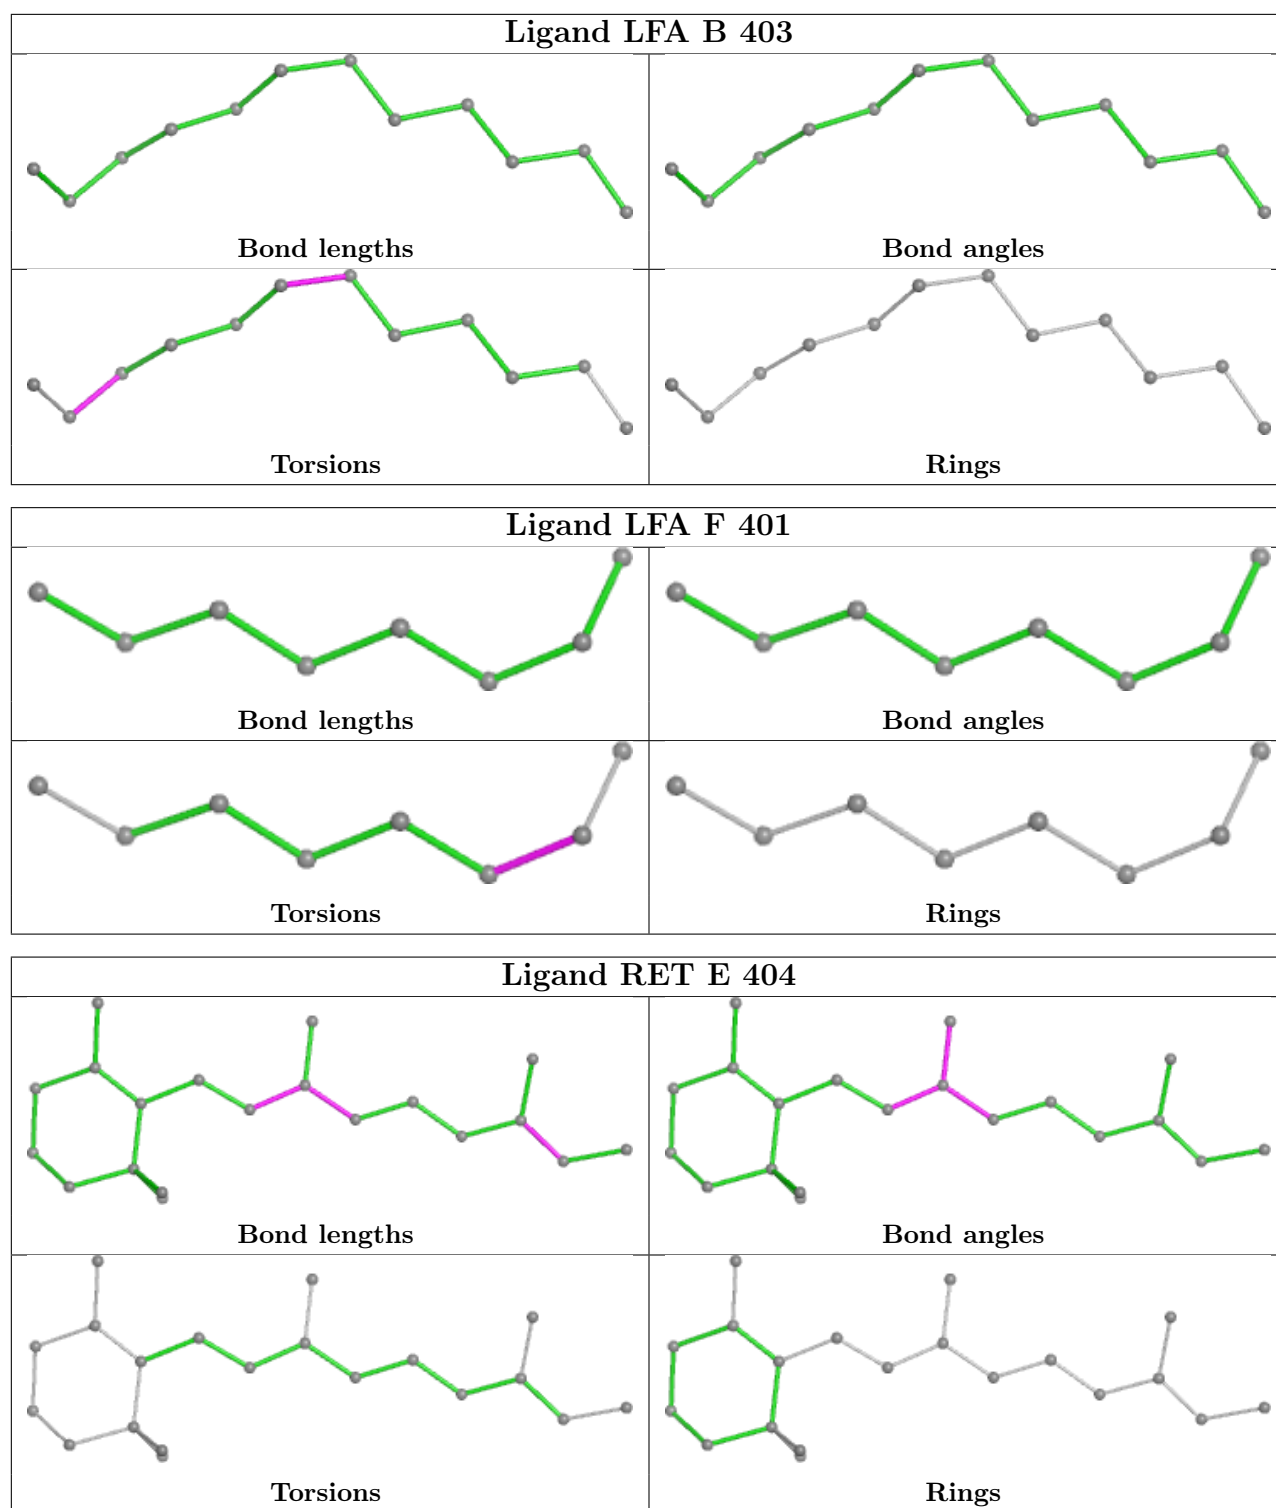 Ligand LFA B 403
Bond lengths
Bond angles
Torsions
Rings
Ligand LFA F 401
Bond lengths
Bond angles
Torsions
Rings
Ligand RET E 404
Bond lengths
Bond angles
Torsions
Rings